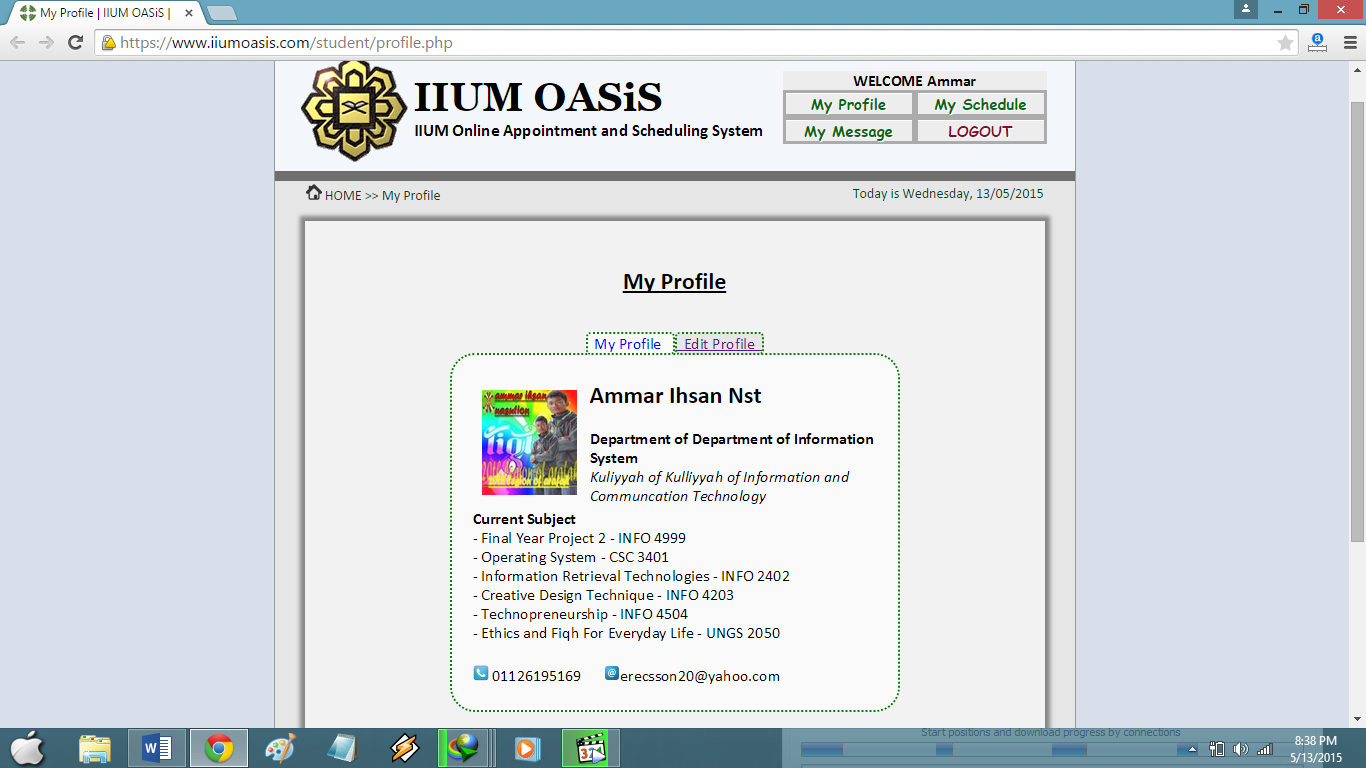 My Profile | IIUM OASiS |
https://www.iiumoasis.com/student/profile.php
IIUM OASiS
IIUM Online Appointment and Scheduling System
WELCOME Ammar
My Profile
My Schedule
My Message
LOGOUT
HOME >> My Profile
Today is Wednesday, 13/05/2015
My Profile
My Profile
Edit Profile
ammar ihsan
nasution
Ammar Ihsan Nst
Department of Department of Information
System
Kuliyyah of Kulliyyah of Information and
Communcation Technology
Current Subject
- Final Year Project 2 - INFO 4999
- Operating System - CSC 3401
- Information Retrieval Technologies - INFO 2402
- Creative Design Technique - INFO 4203
- Technopreneurship - INFO 4504
- Ethics and Fiqh For Everyday Life - UNGS 2050
01126195169
erecsson20@yahoo.com
Start positions and download progress by connections
8:38 PM
5/13/2015